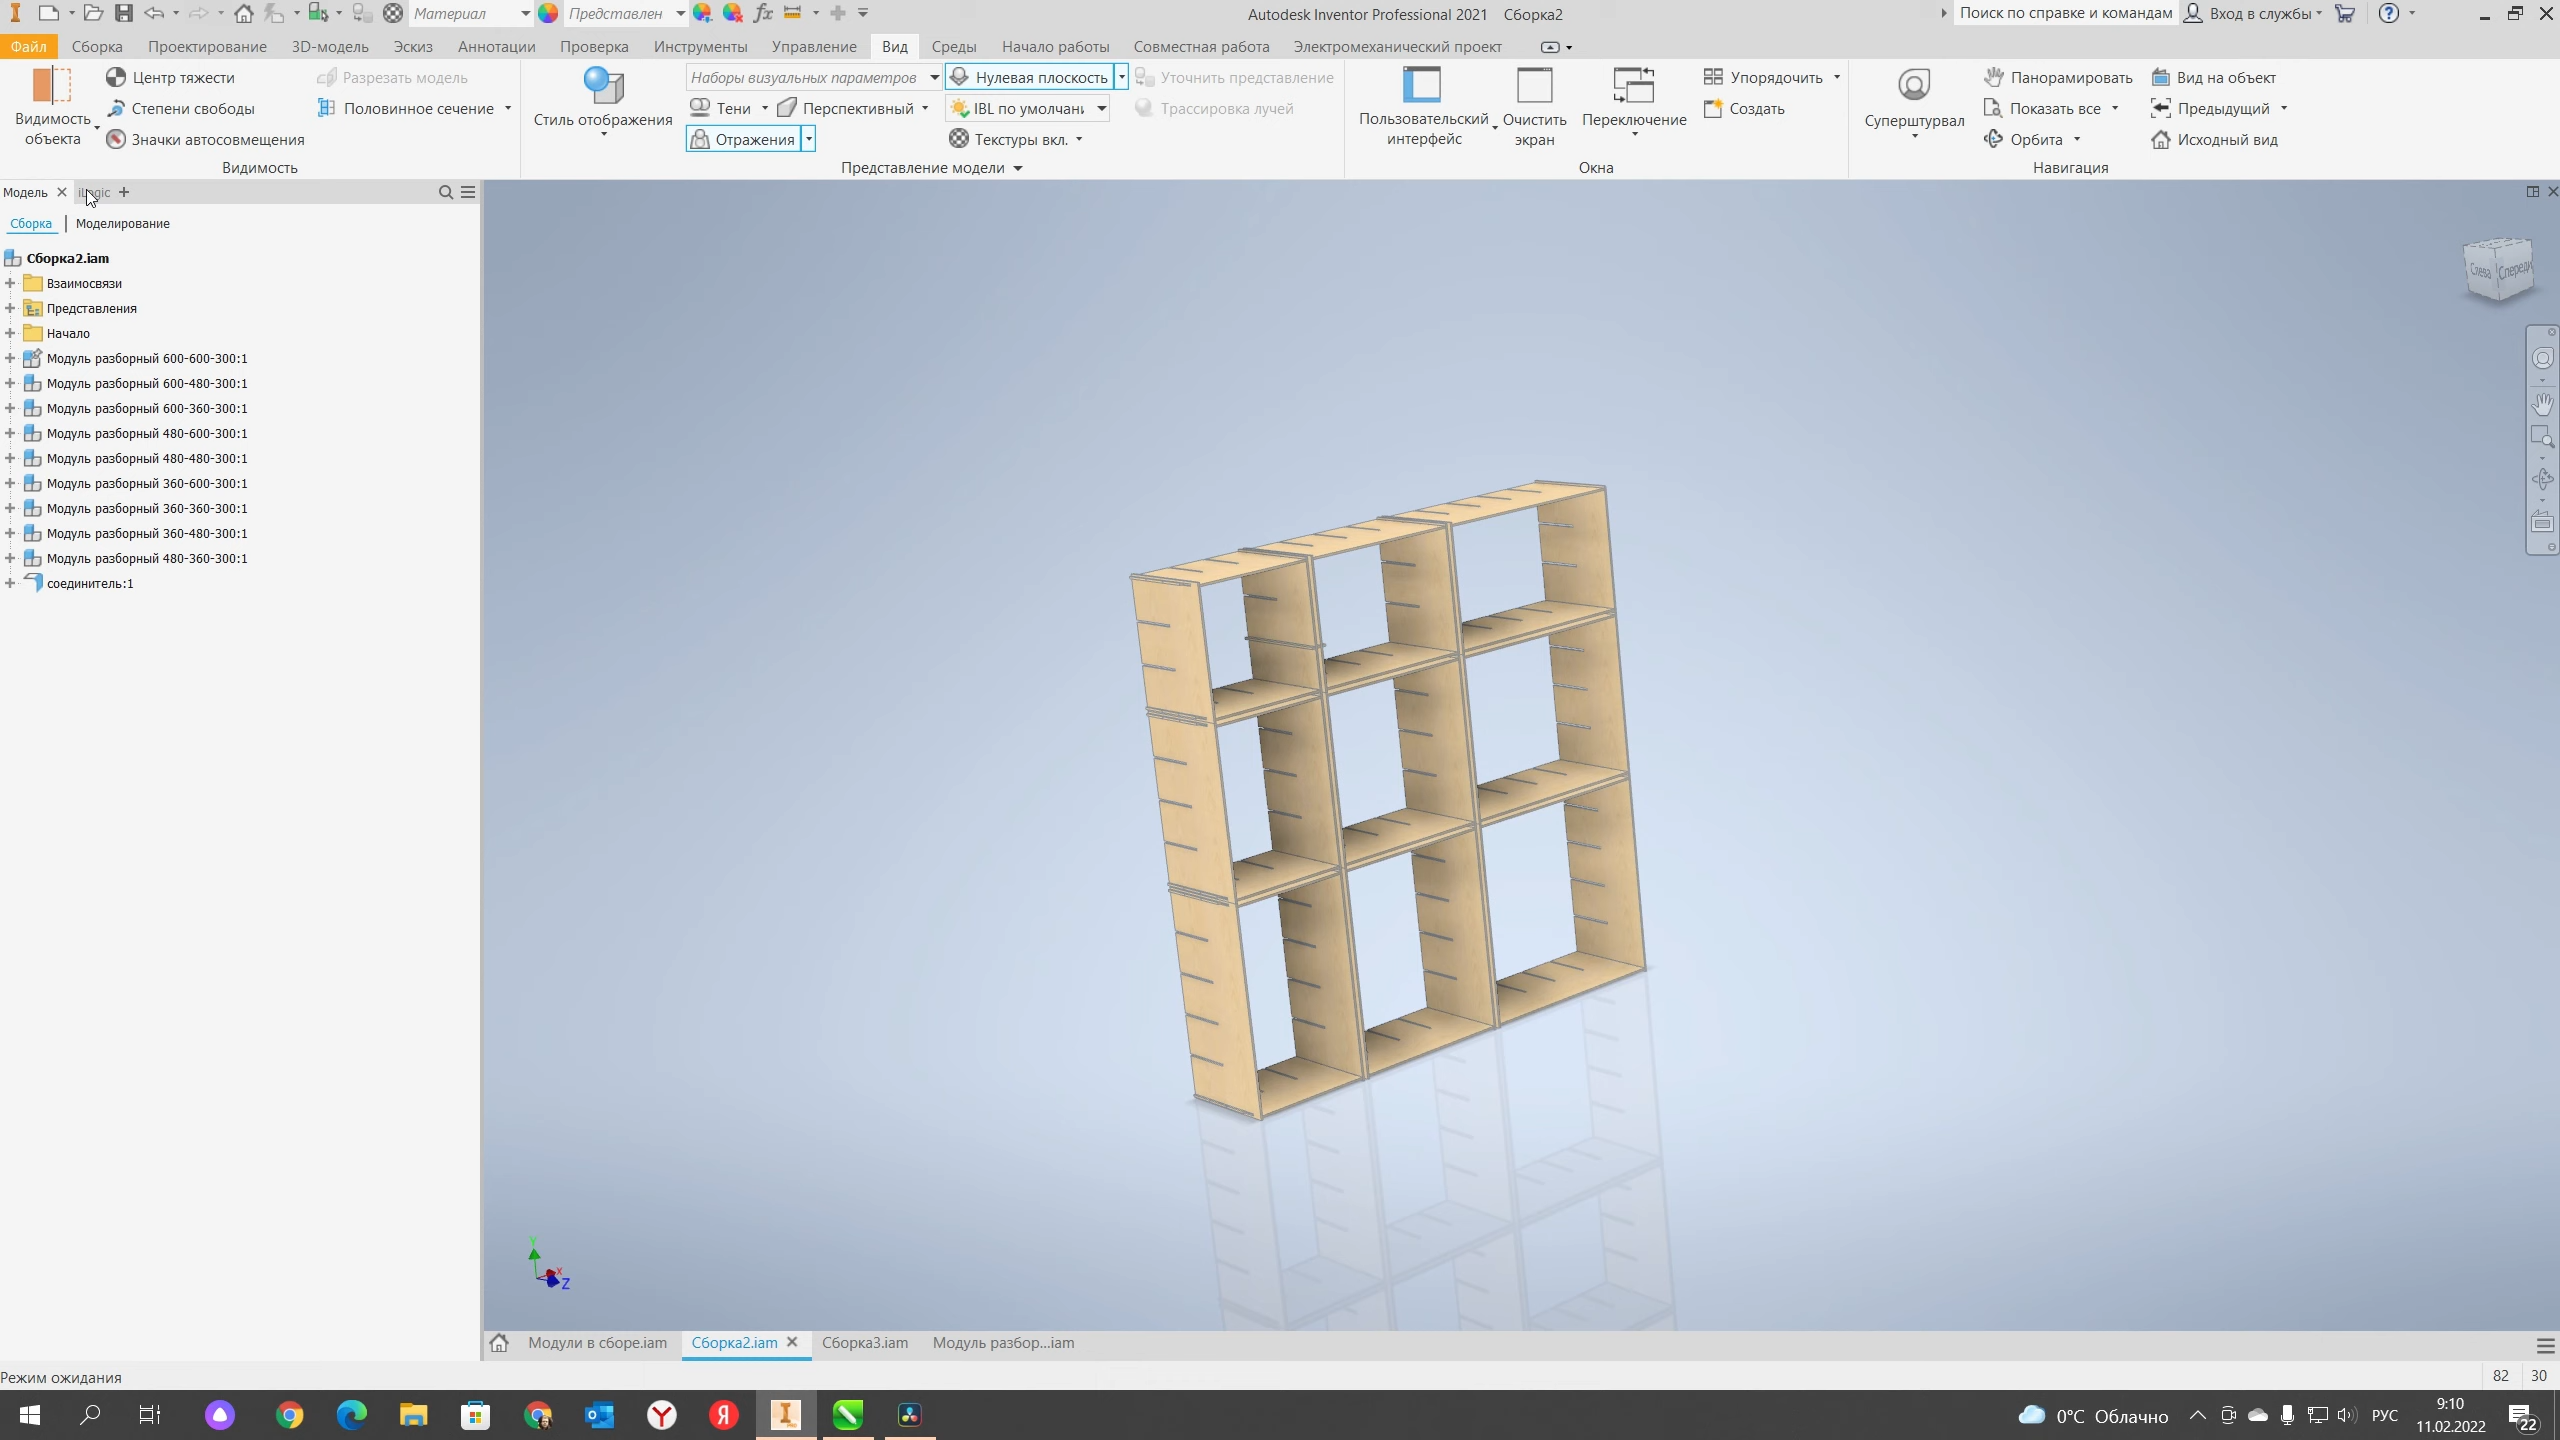 Материал
Представлен
Autodesk Inventor Professional 2021 Сборка2
Поиск по справке и командам
Вход в службы
Файл Сборка Проектирование 3D-модель Эскиз Аннотации Проверка Инструменты Управление Вид Среды Начало работы Совместная работа Электромеханический проект
Видимость объекта
Центр тяжести
Степени свободы
Значки автосовмещения
Разрезать модель
Половинное сечение
Видимость
Стиль отображения
Наборы визуальных параметров
Тени
Перспективный
Отражения
Нулевая плоскость
IBL по умолчани
Текстуры вкл.
Уточнить представление
Трассировка лучей
Представление модели
Пользовательский интерфейс
Очистить экран
Переключение
Упорядочить
Создать
Окна
Суперштурвал
Панорамировать
Показать все
Орбита
Вид на объект
Предыдущий
Исходный вид
Навигация
Модель
iLogic
Сборка | Моделирование
Сборка2.iam
Взаимосвязи
Представления
Начало
Модуль разборный 600-600-300:1
Модуль разборный 600-480-300:1
Модуль разборный 600-360-300:1
Модуль разборный 480-600-300:1
Модуль разборный 480-480-300:1
Модуль разборный 360-600-300:1
Модуль разборный 360-360-300:1
Модуль разборный 360-480-300:1
Модуль разборный 480-360-300:1
соединитель:1
Слева Спереди
Y
X
Z
Модули в сборе.iam Сборка2.iam Сборка3.iam Модуль разбор...iam
Режим ожидания
82 30
0°C Облачно
РУС
9:10
11.02.2022
22